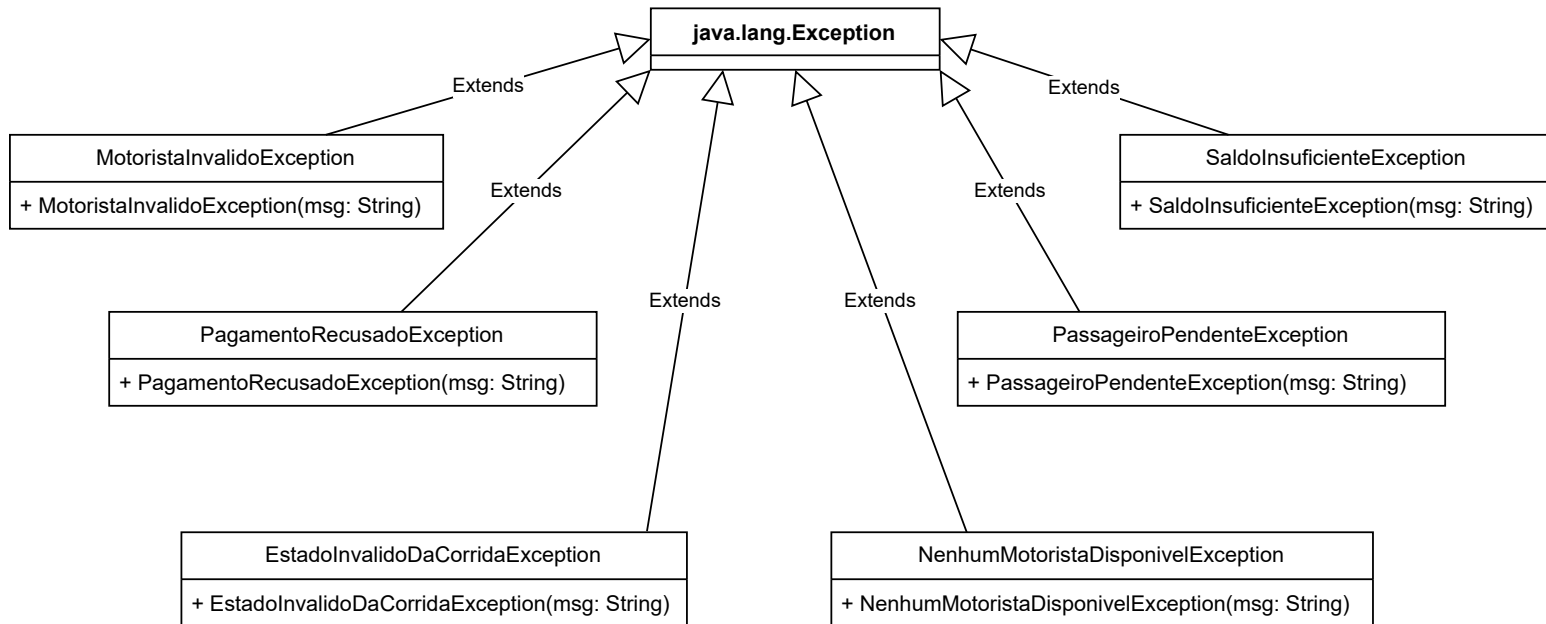 java.lang.Exception
Extends
Extends
MotoristaInvalidoException
+ MotoristaInvalidoException(msg: String)
SaldoInsuficienteException
+ SaldoInsuficienteException(msg: String)
Extends
Extends
Extends
Extends
PagamentoRecusadoException
+ PagamentoRecusadoException(msg: String)
PassageiroPendenteException
+ PassageiroPendenteException(msg: String)
EstadoInvalidoDaCorridaException
+ EstadoInvalidoDaCorridaException(msg: String)
NenhumMotoristaDisponivelException
+ NenhumMotoristaDisponivelException(msg: String)